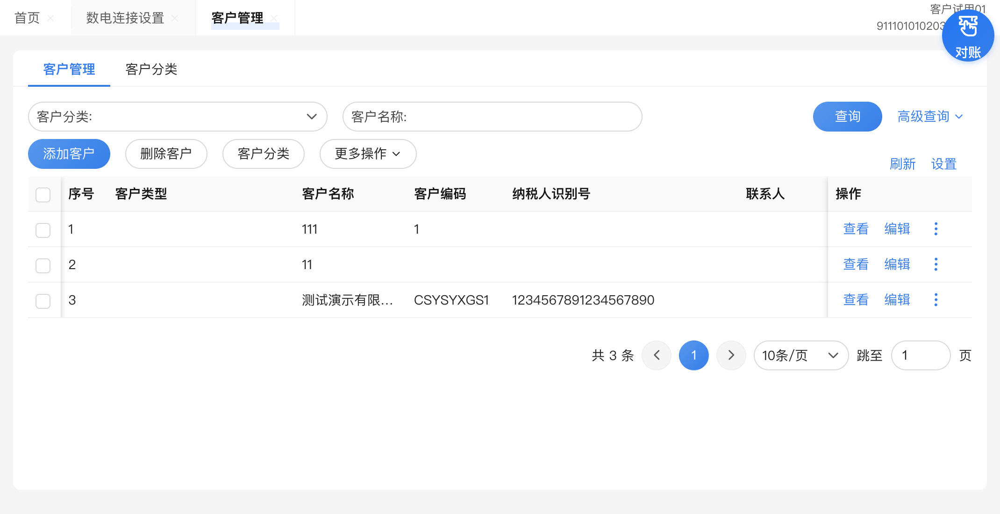 首页 数电连接设置 客户管理
客户试用01
911101010203
对账
客户管理 客户分类
客户分类: 客户名称: 查询 高级查询
添加客户 删除客户 客户分类 更多操作
刷新 设置
序号 客户类型 客户名称 客户编码 纳税人识别号 联系人 操作
1 111 1 查看 编辑
2 11 查看 编辑
3 测试演示有限... CSYSYXGS1 1234567891234567890 查看 编辑
共 3 条 1 10条/页 跳至 1 页